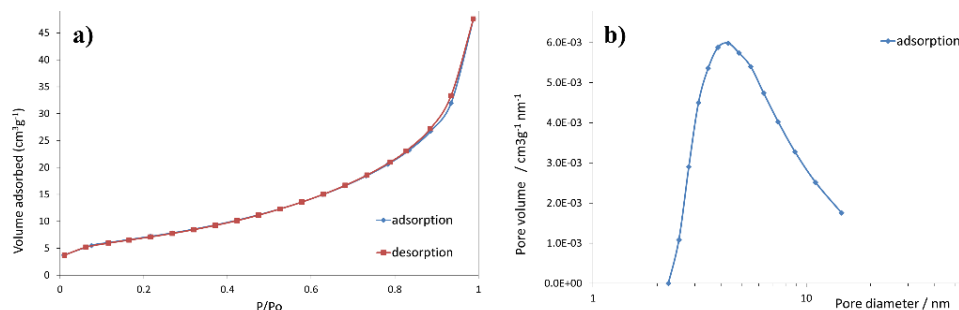 a)
Volume adsorbed (cm³g⁻¹)
45
40
35
30
25
20
15
10
5
0
0
0.2
0.4
0.6
0.8
1
P/Po
adsorption
desorption
b)
Pore volume / cm3g⁻¹ nm⁻¹
6.0E-03
5.0E-03
4.0E-03
3.0E-03
2.0E-03
1.0E-03
0.0E+00
1
10
Pore diameter / nm
adsorption